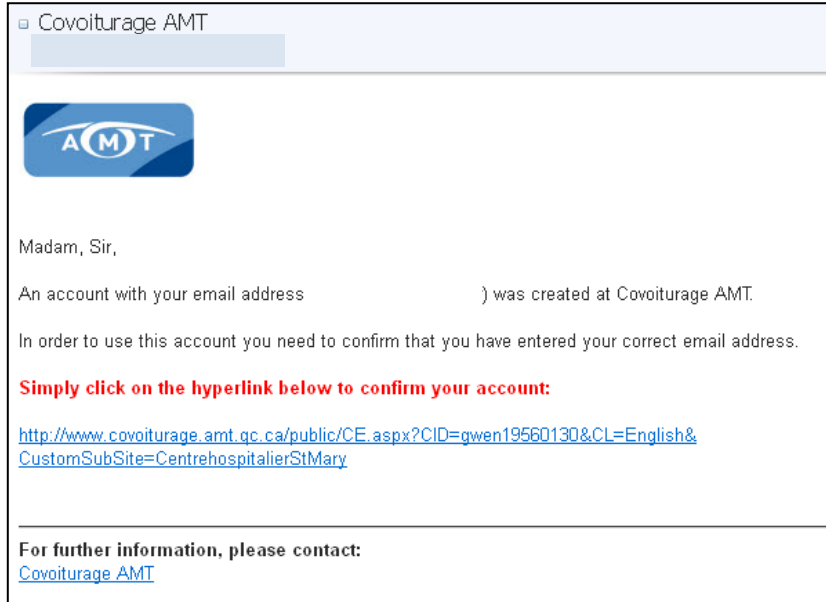 Covoiturage AMT
AMT
Madam, Sir,
An account with your email address ) was created at Covoiturage AMT.
In order to use this account you need to confirm that you have entered your correct email address.
Simply click on the hyperlink below to confirm your account:
http://www.covoiturage.amt.qc.ca/public/CE.aspx?CID=gwen19560130&CL=English&
CustomSubSite=CentrehospitalierStMary
For further information, please contact:
Covoiturage AMT